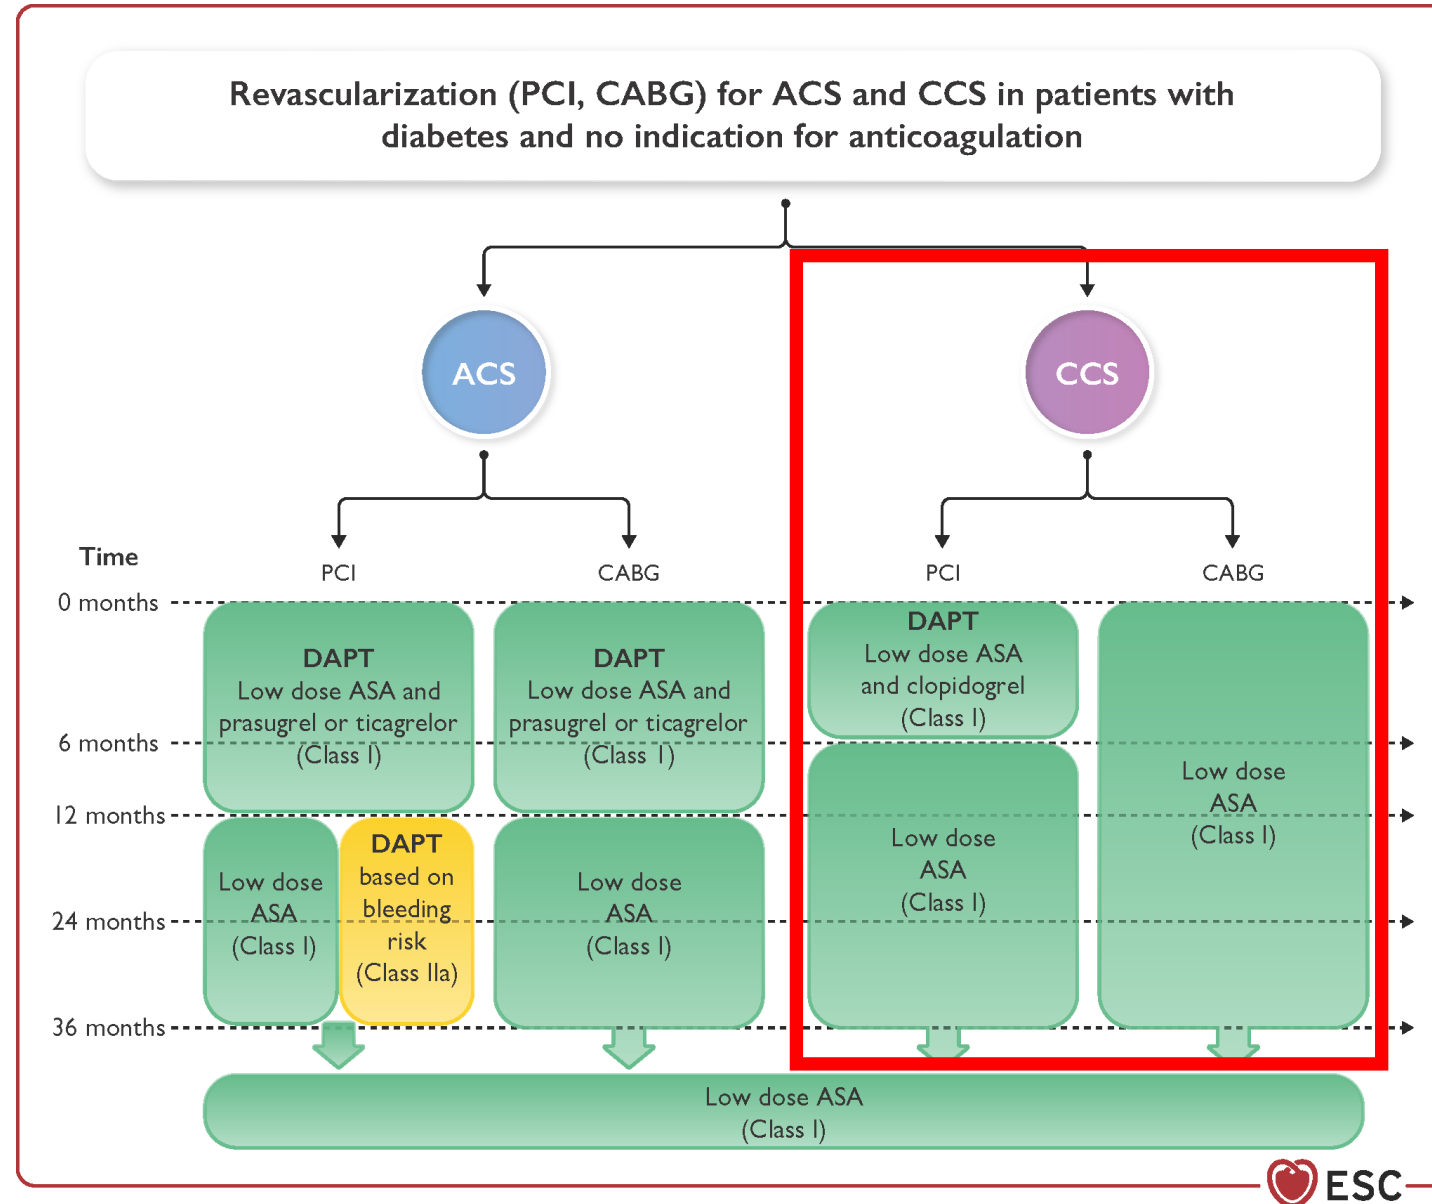 Revascularization (PCI, CABG) for ACS and CCS in patients with
diabetes and no indication for anticoagulation
ACS
CCS
Time
PCI
CABG
PCI
CABG
0 months
DAPT
Low dose ASA and
prasugrel or ticagrelor
(Class I)
DAPT
Low dose ASA and
prasugrel or ticagrelor
(Class 1)
DAPT
Low dose ASA
and clopidogrel
(Class I)
6 months
Low dose
ASA
(Class I)
Low dose
ASA
(Class I)
12 months
Low dose
ASA
(Class I)
DAPT
based on
bleeding
risk
(Class IIa)
Low dose
ASA
(Class I)
24 months
36 months
Low dose ASA
(Class I)
ESC